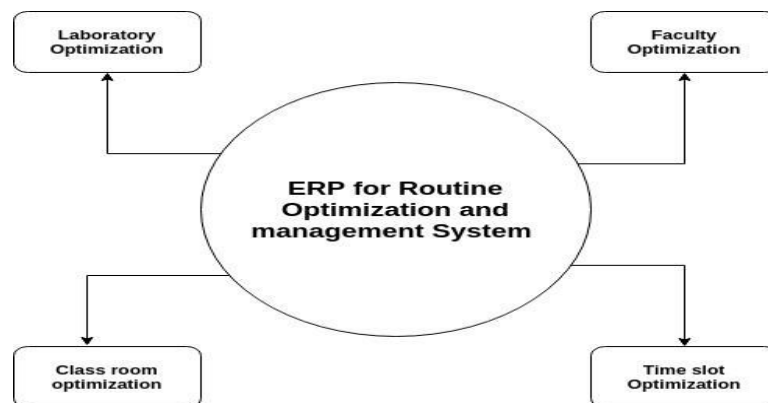 Laboratory
Optimization
Faculty
Optimization
ERP for Routine
Optimization and
management System
Class room
optimization
Time slot
Optimization